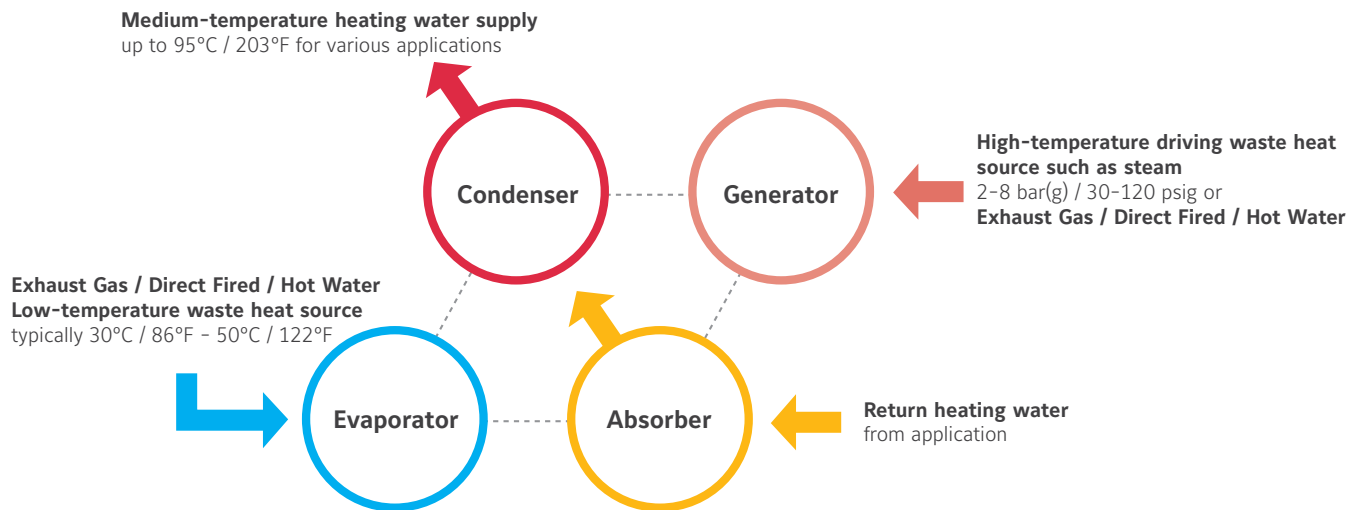 Medium-temperature heating water supply
up to 95°C / 203°F for various applications
Condenser
Generator
High-temperature driving waste heat
source such as steam
2-8 bar(g) / 30-120 psig or
Exhaust Gas / Direct Fired / Hot Water
Exhaust Gas / Direct Fired / Hot Water
Low-temperature waste heat source
typically 30°C / 86°F - 50°C / 122°F
Evaporator
Absorber
Return heating water
from application